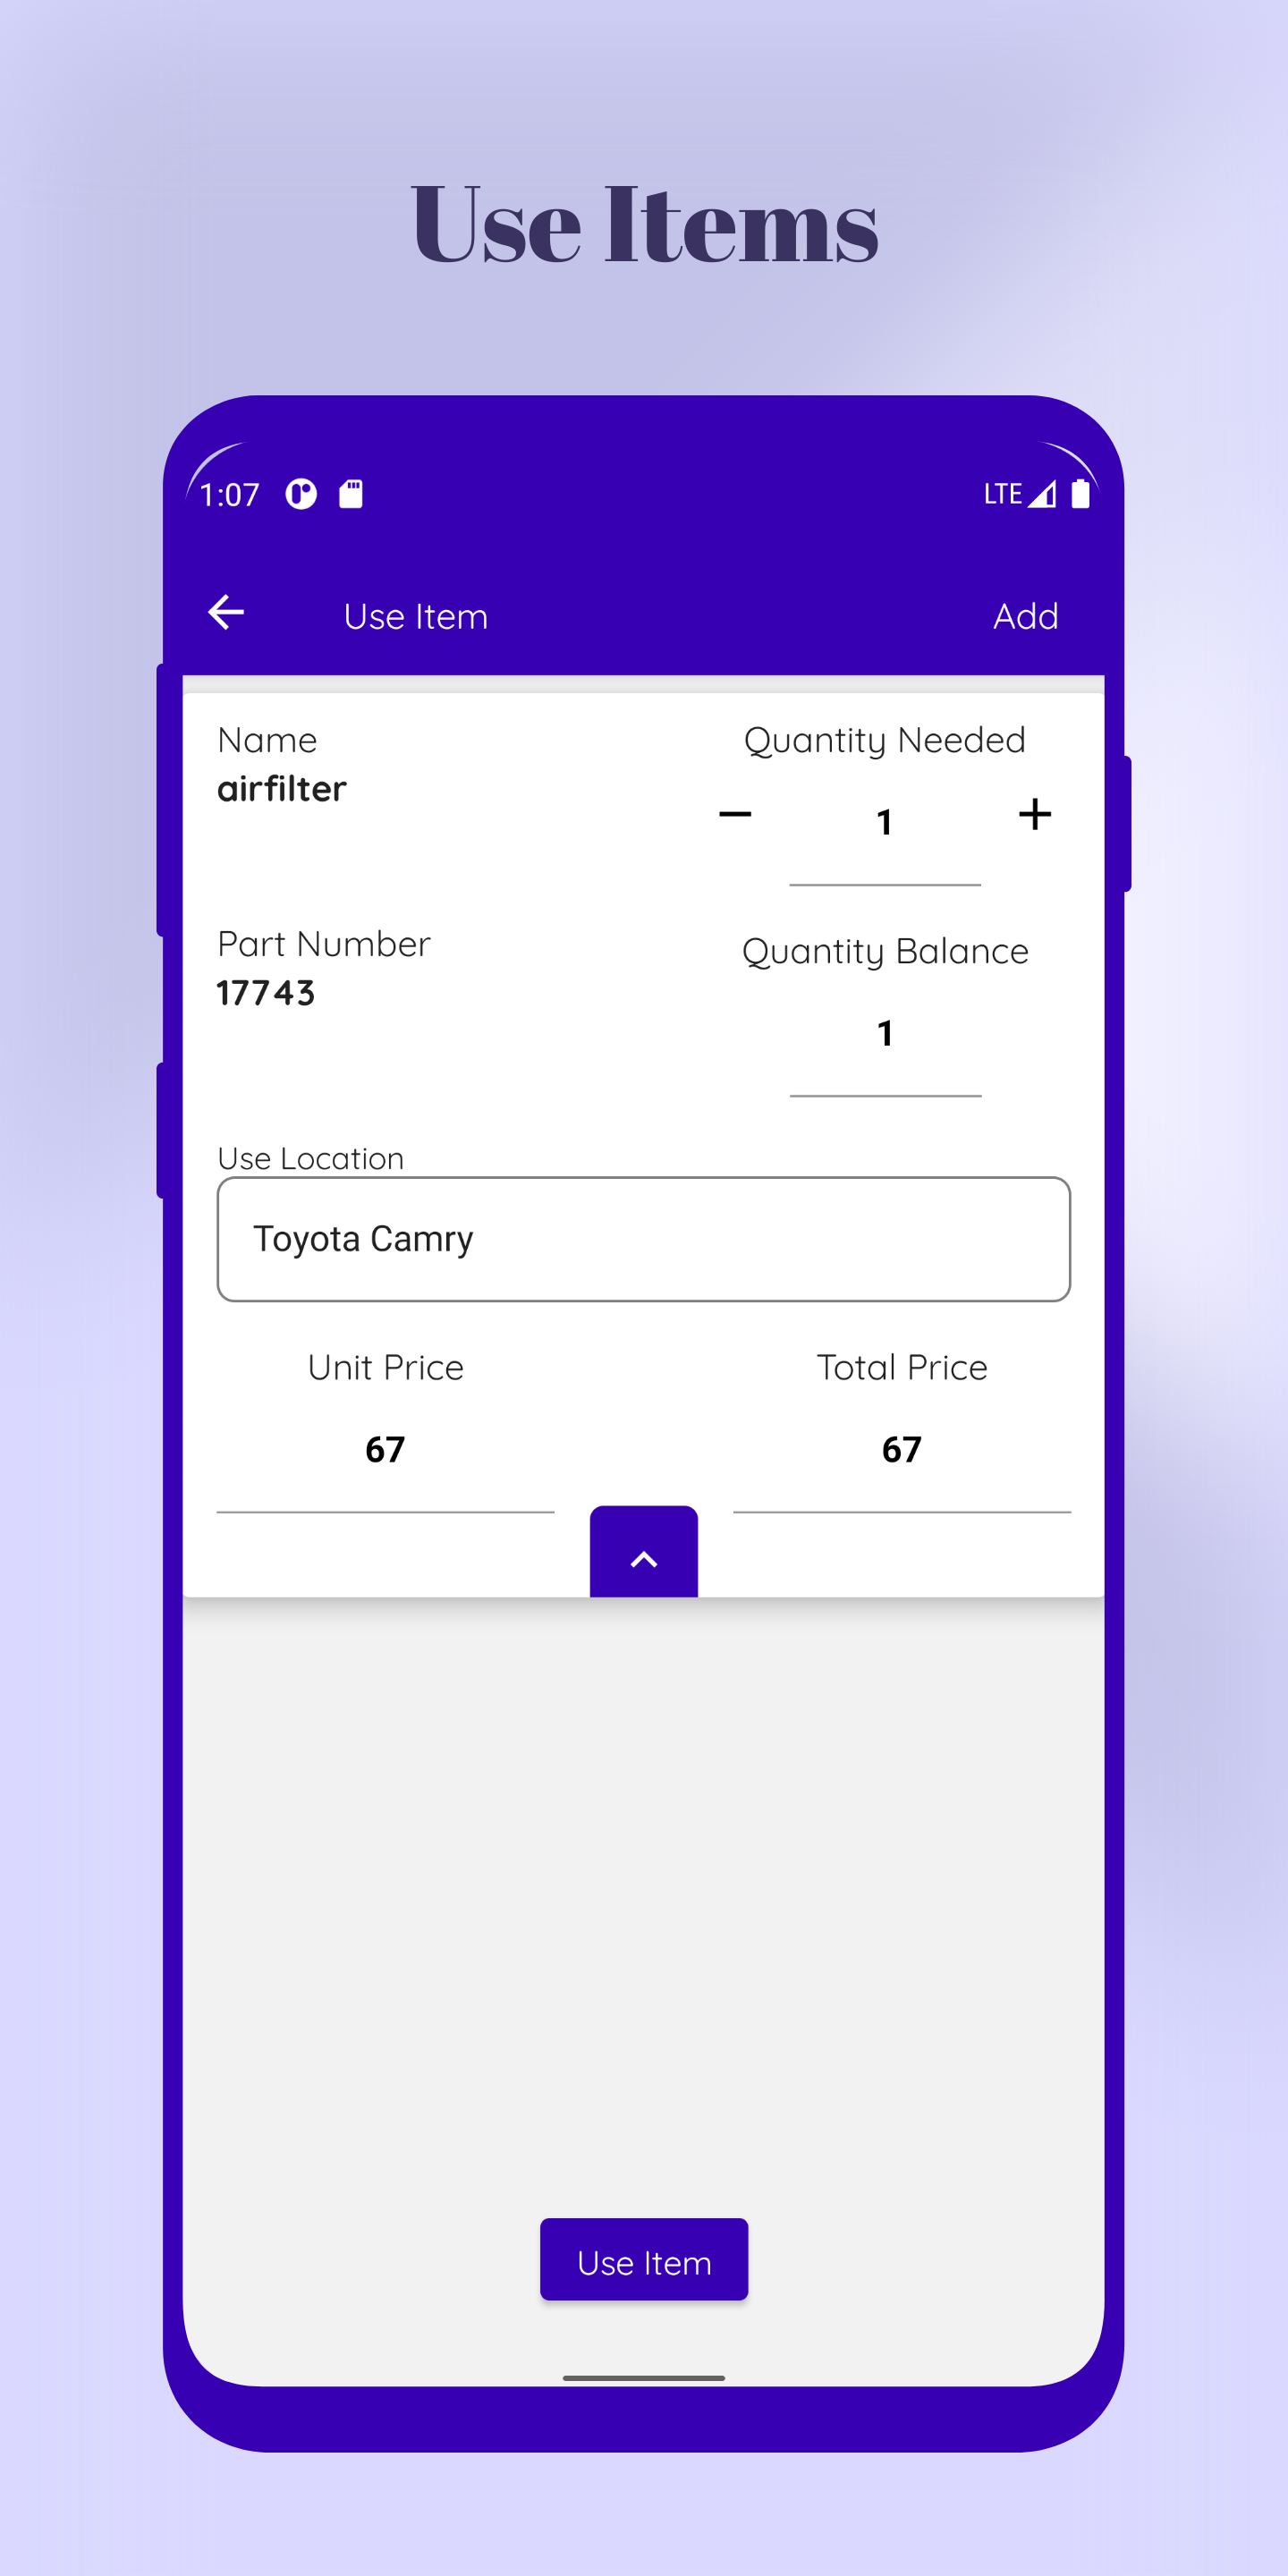 Use Items
1:07 LTE
Use Item Add
Name
airfilter
Quantity Needed
1
Part Number
17743
Quantity Balance
1
Use Location
Toyota Camry
Unit Price Total Price
67 67
Use Item